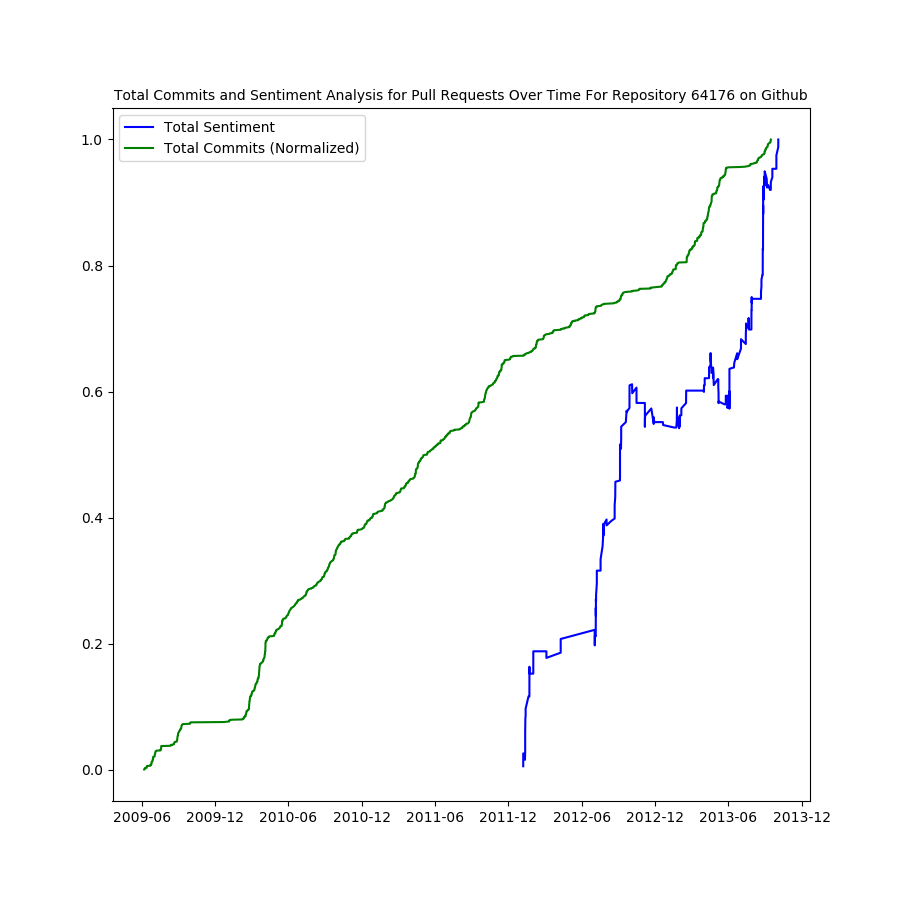 Total Commits and Sentiment Analysis for Pull Requests Over Time For Repository 64176 on Github
Total Sentiment
Total Commits (Normalized)
1.0
0.8
0.6
0.4
0.2
0.0
2009-06 2009-12 2010-06 2010-12 2011-06 2011-12 2012-06 2012-12 2013-06 2013-12